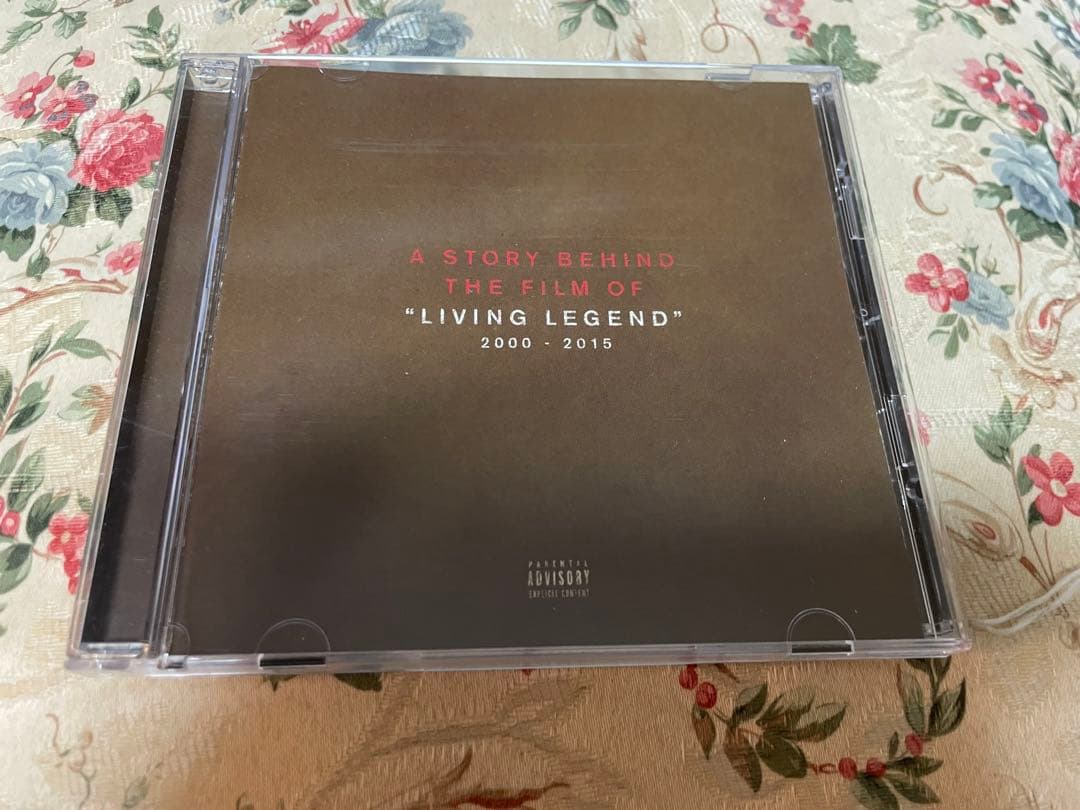 A STORY BEHIND
THE FILM OF
“LIVING LEGEND”
2000 - 2015
PARENTAL
ADVISORY
EXPLICIT CONTENT